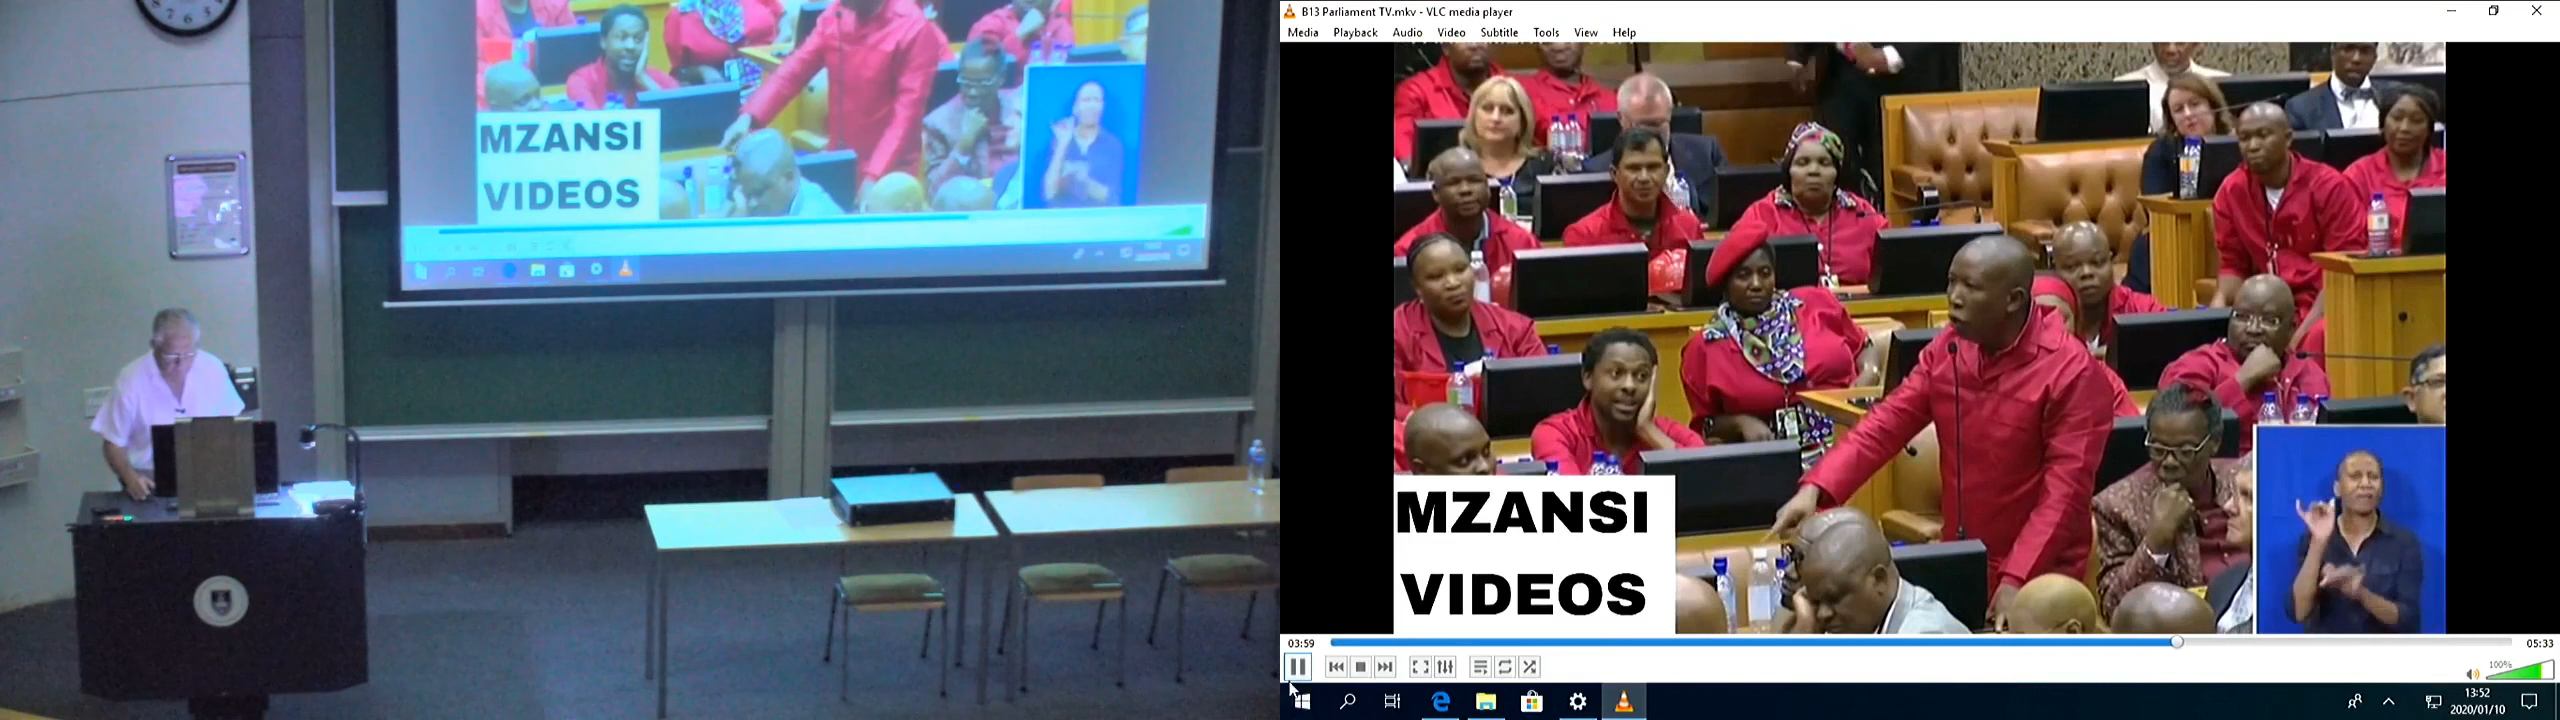 MZANSI
VIDEOS
B13 Parliament TV.mkv - VLC media player
Media Playback Audio Video Subtitle Tools View Help
MZANSI
VIDEOS
03:59
05:33
100%
13:52
2020/01/10